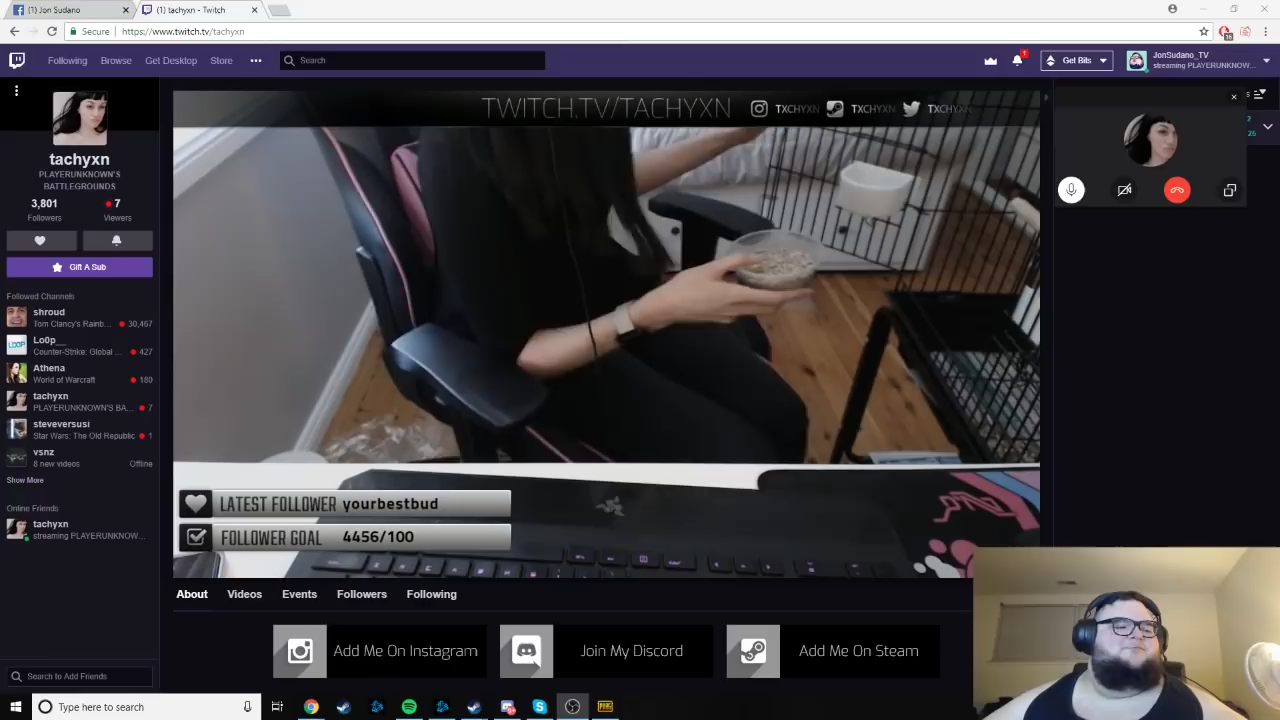 (1) Jon Sudano
(1) tachyxn - Twitch
Secure
https://www.twitch.tv/tachyxn
Following
Browse
Get Desktop
Store
Search
1
Get Bits
JonSudano_TV
streaming PLAYERUNKNOW...
tachyxn
PLAYERUNKNOWN'S
BATTLEGROUNDS
3,801
7
Followers
Viewers
Gift A Sub
Followed Channels
shroud
Tom Clancy's Rainb...
30,467
Lo0p__
Counter-Strike: Global ...
427
Athena
World of Warcraft
180
tachyxn
PLAYERUNKNOWN'S BA...
7
steveversusi
Star Wars: The Old Republic
1
vsnz
8 new videos
Offline
Show More
Online Friends
tachyxn
streaming PLAYERUNKNOW...
Search to Add Friends
TWITCH.TV/TACHYXN
TXCHYXN
TXCHYXN
TXCHYXN
2
25
LATEST FOLLOWER yourbestbud
FOLLOWER GOAL 4456/100
About
Videos
Events
Followers
Following
Add Me On Instagram
Join My Discord
Add Me On Steam
Type here to search